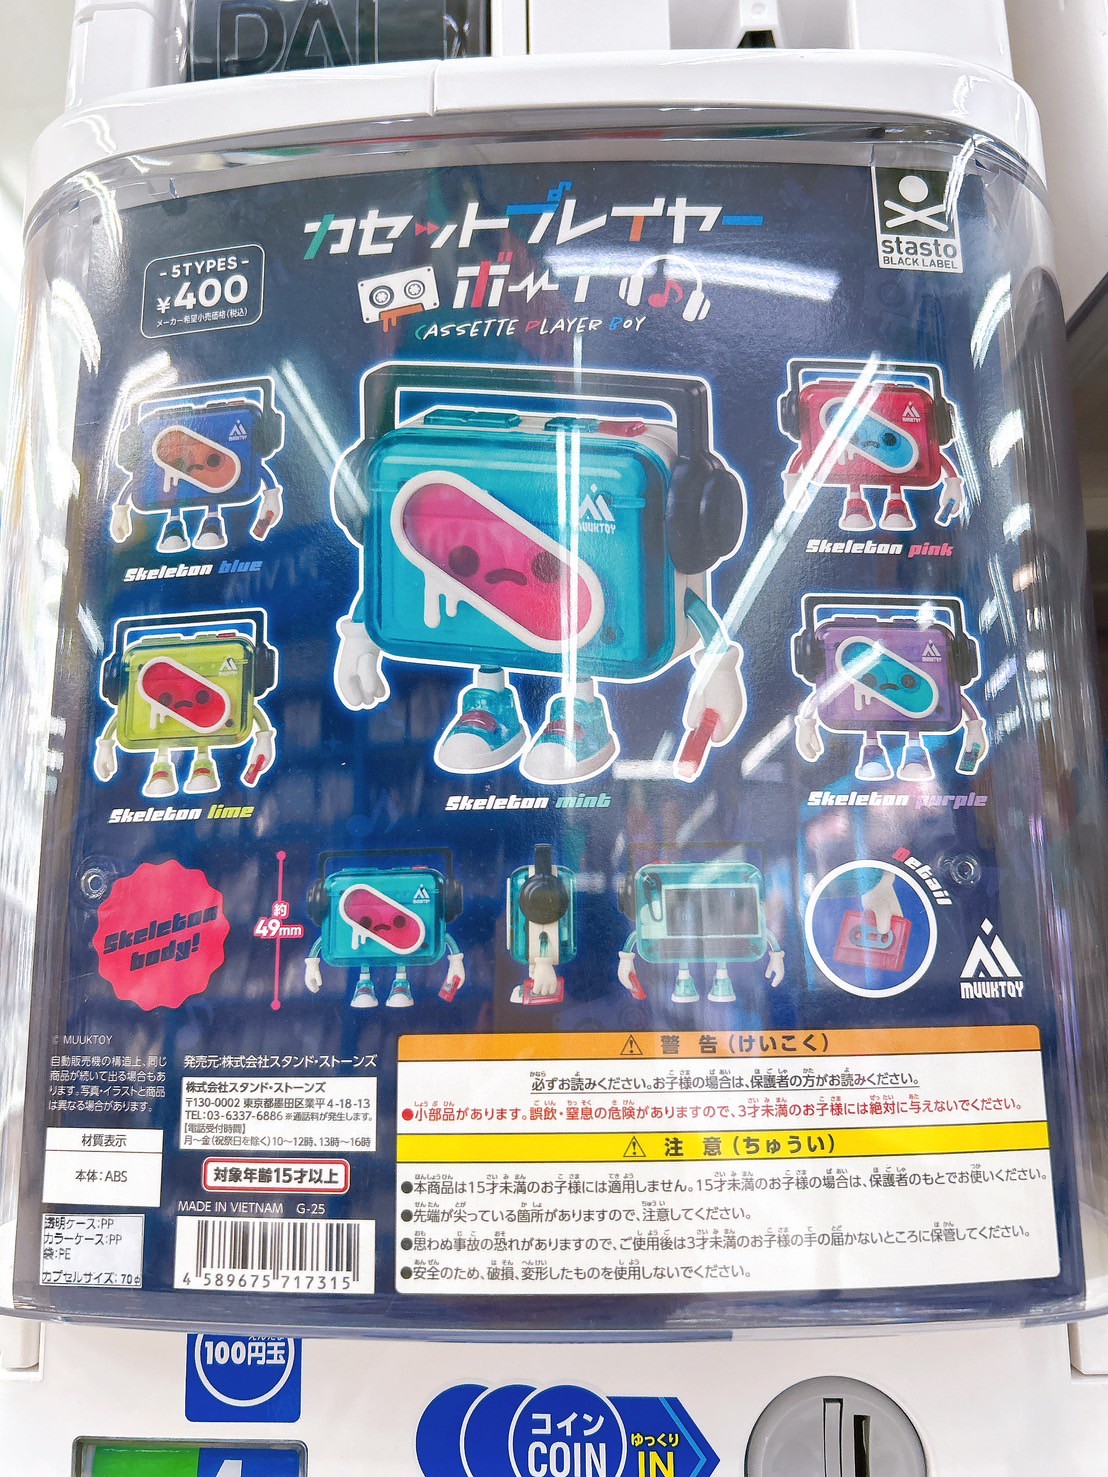 DAI
カセットプレイヤー
ボーイ
CASSETTE PLAYER BOY
- 5TYPES -
¥400
メーカー希望小売価格(税込)
stasto
BLACK LABEL
MUUKTOY
Skeleton blue
MUUKTOY
MUUKTOY
Skeleton pink
MUUKTOY
Skeleton lime
Skeleton mint
MUUKTOY
Skeleton purple
Skeleton
body!
約
49mm
MUUKTOY
Detail
MUUKTOY
© MUUKTOY
自動販売機の構造上、同じ
商品が続いて出る場合もあ
ります。写真・イラストと商品
は異なる場合があります。
材質表示
本体:ABS
透明ケース:PP
カラーケース:PP
袋:PE
カプセルサイズ:70φ
発売元:株式会社スタンド・ストーンズ
株式会社スタンド・ストーンズ
〒130-0002 東京都墨田区業平4-18-13
TEL:03-6337-6886 ※通話料が発生します。
【電話受付時間】
月〜金(祝祭日を除く)10〜12時、13時〜16時
対象年齢15才以上
MADE IN VIETNAM G-25
4 589675 717315
⚠ 警 告(けいこく)
必ずお読みください。お子様の場合は、保護者の方がお読みください。
●小部品があります。誤飲・窒息の危険がありますので、3才未満のお子様には絶対に与えないでください。
⚠ 注 意(ちゅうい)
●本商品は15才未満のお子様には適用しません。15才未満のお子様の場合は、保護者のもとでお使いください。
●先端が尖っている箇所がありますので、注意してください。
●思わぬ事故の恐れがありますので、ご使用後は3才未満のお子様の手の届かないところに保管してください。
●安全のため、破損、変形したものを使用しないでください。
100円玉
コイン
COIN
ゆっくり
IN